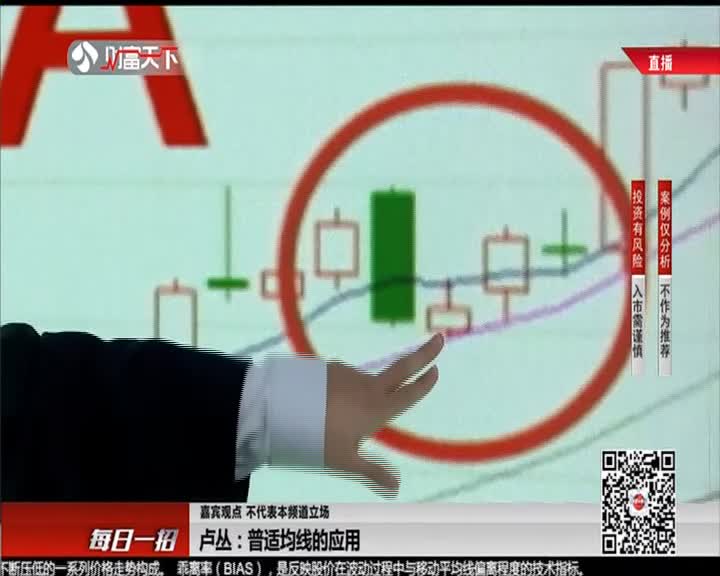 A
财富天下
直播
案例仅分析 不作为推荐
投资有风险 入市需谨慎
嘉宾观点 不代表本频道立场
每日一招
卢丛：普适均线的应用
不断压低的一系列价格走势构成。 乖离率（BIAS），是反映股价在波动过程中与移动平均线偏离程度的技术指标。